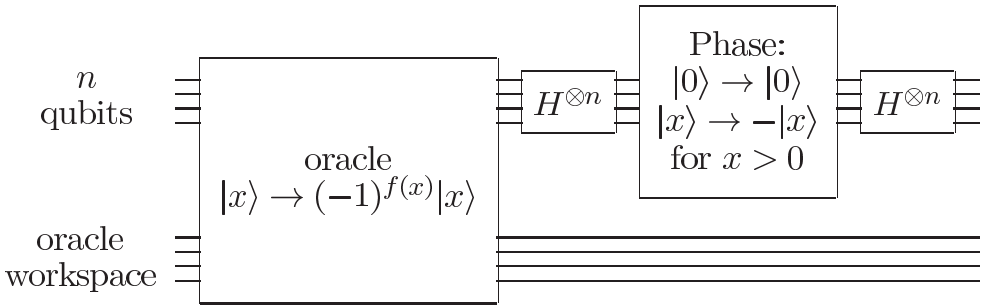 n
qubits
oracle
|x⟩ → (−1)^{f(x)}|x⟩
H^{⊗n}
Phase:
|0⟩ → |0⟩
|x⟩ → −|x⟩
for x > 0
H^{⊗n}
oracle
workspace